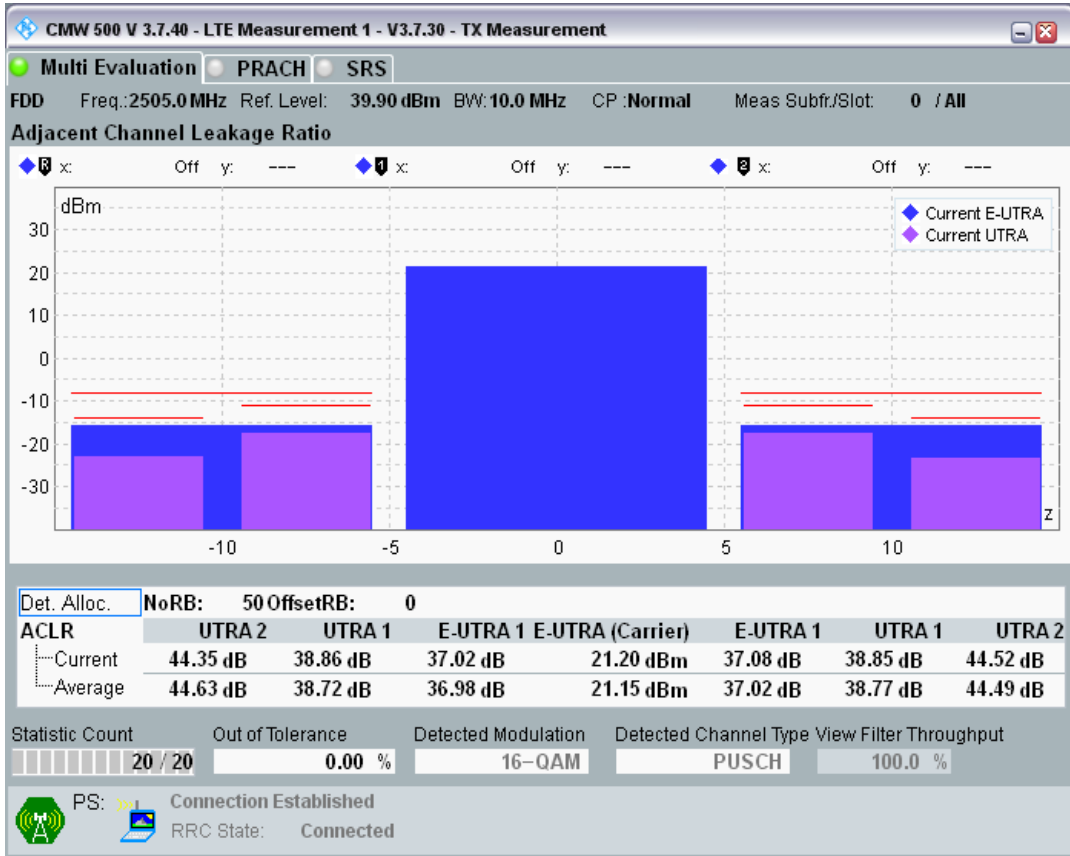 CMW 500 V 3.7.40 - LTE Measurement 1 - V3.7.30 - TX Measurement
Multi Evaluation PRACH SRS
FDD Freq.:2505.0 MHz Ref. Level: 39.90 dBm BW:10.0 MHz CP :Normal Meas Subfr./Slot: 0 / All
Adjacent Channel Leakage Ratio
R x: Off y: --- 1 x: Off y: --- 2 x: Off y: ---
dBm
Current E-UTRA
Current UTRA
30
20
10
0
-10
-20
-30
z
-10 -5 0 5 10
Det. Alloc. NoRB: 50 OffsetRB: 0
ACLR UTRA 2 UTRA 1 E-UTRA 1 E-UTRA (Carrier) E-UTRA 1 UTRA 1 UTRA 2
Current 44.35 dB 38.86 dB 37.02 dB 21.20 dBm 37.08 dB 38.85 dB 44.52 dB
Average 44.63 dB 38.72 dB 36.98 dB 21.15 dBm 37.02 dB 38.77 dB 44.49 dB
Statistic Count Out of Tolerance Detected Modulation Detected Channel Type View Filter Throughput
20 / 20 0.00 % 16-QAM PUSCH 100.0 %
PS: Connection Established
RRC State: Connected